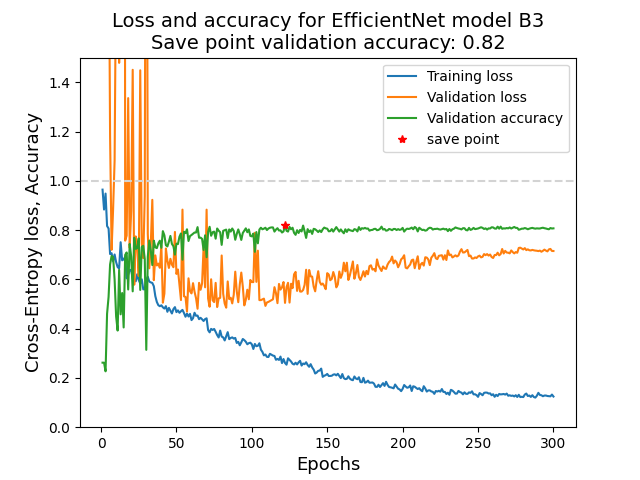 Loss and accuracy for EfficientNet model B3
Save point validation accuracy: 0.82
Training loss
Validation loss
Validation accuracy
save point
Cross-Entropy loss, Accuracy
1.4
1.2
1.0
0.8
0.6
0.4
0.2
0.0
0 50 100 150 200 250 300
Epochs